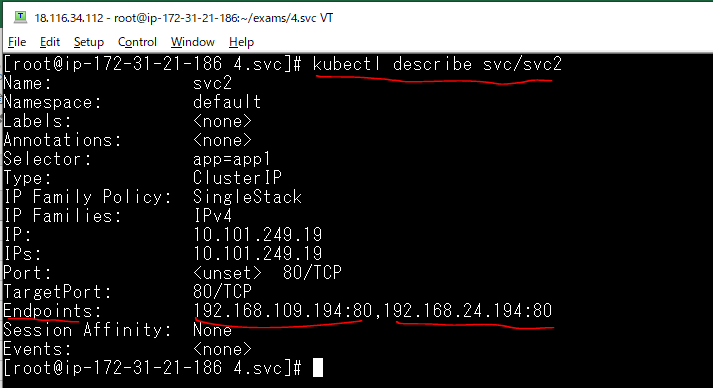 18.116.34.112 - root@ip-172-31-21-186:~/exams/4.svc VT
File Edit Setup Control Window Help
[root@ip-172-31-21-186 4.svc]# kubectl describe svc/svc2
Name: svc2
Namespace: default
Labels: <none>
Annotations: <none>
Selector: app=app1
Type: ClusterIP
IP Family Policy: SingleStack
IP Families: IPv4
IP: 10.101.249.19
IPs: 10.101.249.19
Port: <unset> 80/TCP
TargetPort: 80/TCP
Endpoints: 192.168.109.194:80,192.168.24.194:80
Session Affinity: None
Events: <none>
[root@ip-172-31-21-186 4.svc]#